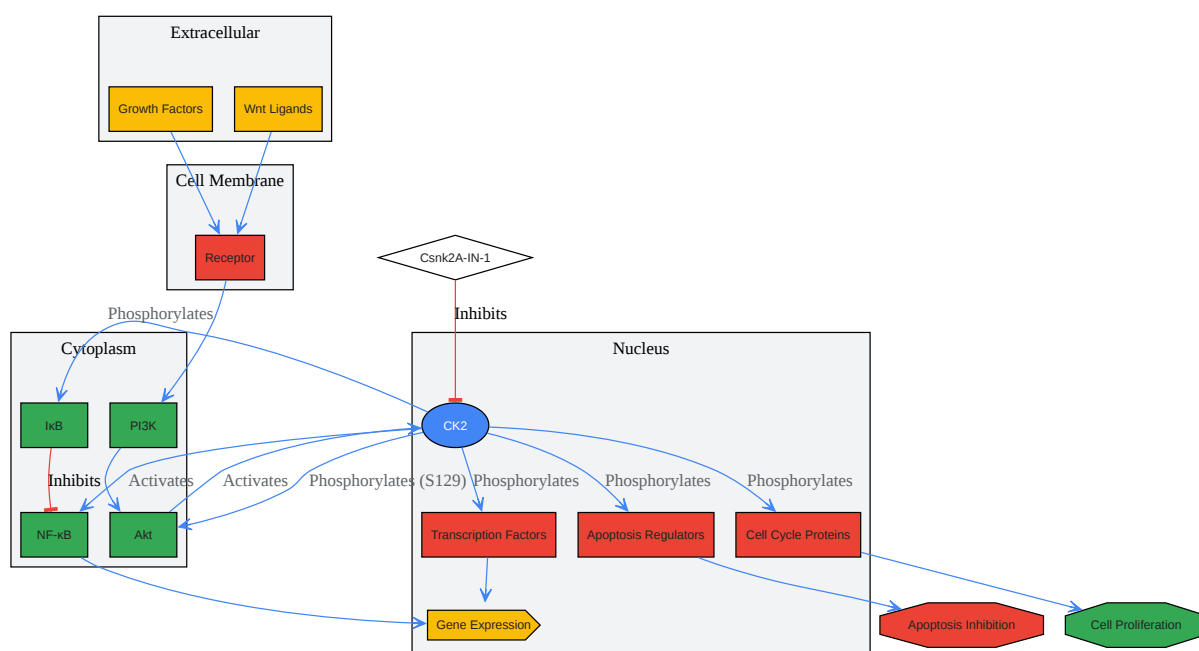 Extracellular
Growth Factors
Wnt Ligands
Cell Membrane
Receptor
Csnk2A-IN-1
Phosphorylates
Inhibits
Cytoplasm
Nucleus
IκB
PI3K
CK2
Inhibits
Activates
Activates
Phosphorylates (S129)
Phosphorylates
Phosphorylates
Phosphorylates
NF-κB
Akt
Transcription Factors
Apoptosis Regulators
Cell Cycle Proteins
Gene Expression
Apoptosis Inhibition
Cell Proliferation